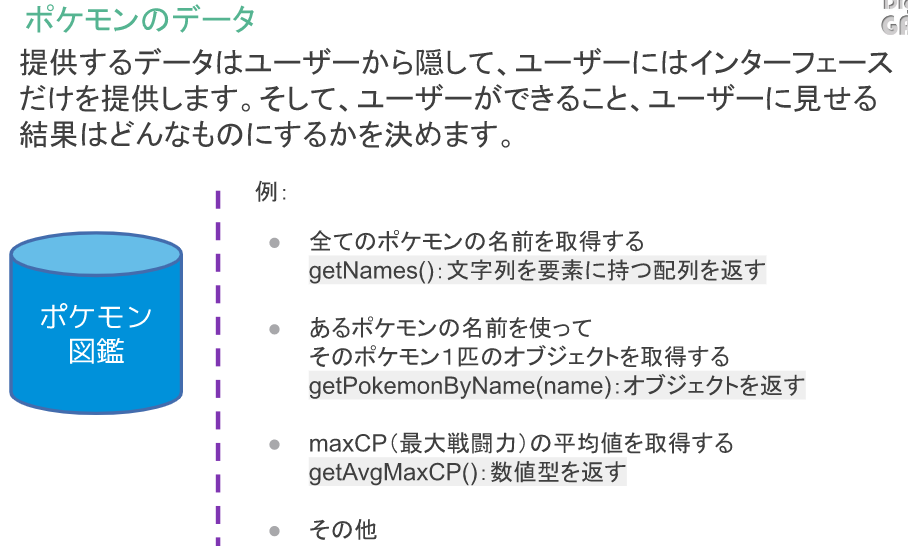 ポケモンのデータ
提供するデータはユーザーから隠して、ユーザーにはインターフェース
だけを提供します。そして、ユーザーができること、ユーザーに見せる
結果はどんなものにするかを決めます。
例：
ポケモン
図鑑
● 全てのポケモンの名前を取得する
getNames()：文字列を要素に持つ配列を返す
● あるポケモンの名前を使って
そのポケモン１匹のオブジェクトを取得する
getPokemonByName(name)：オブジェクトを返す
● maxCP（最大戦闘力）の平均値を取得する
getAvgMaxCP()：数値型を返す
● その他